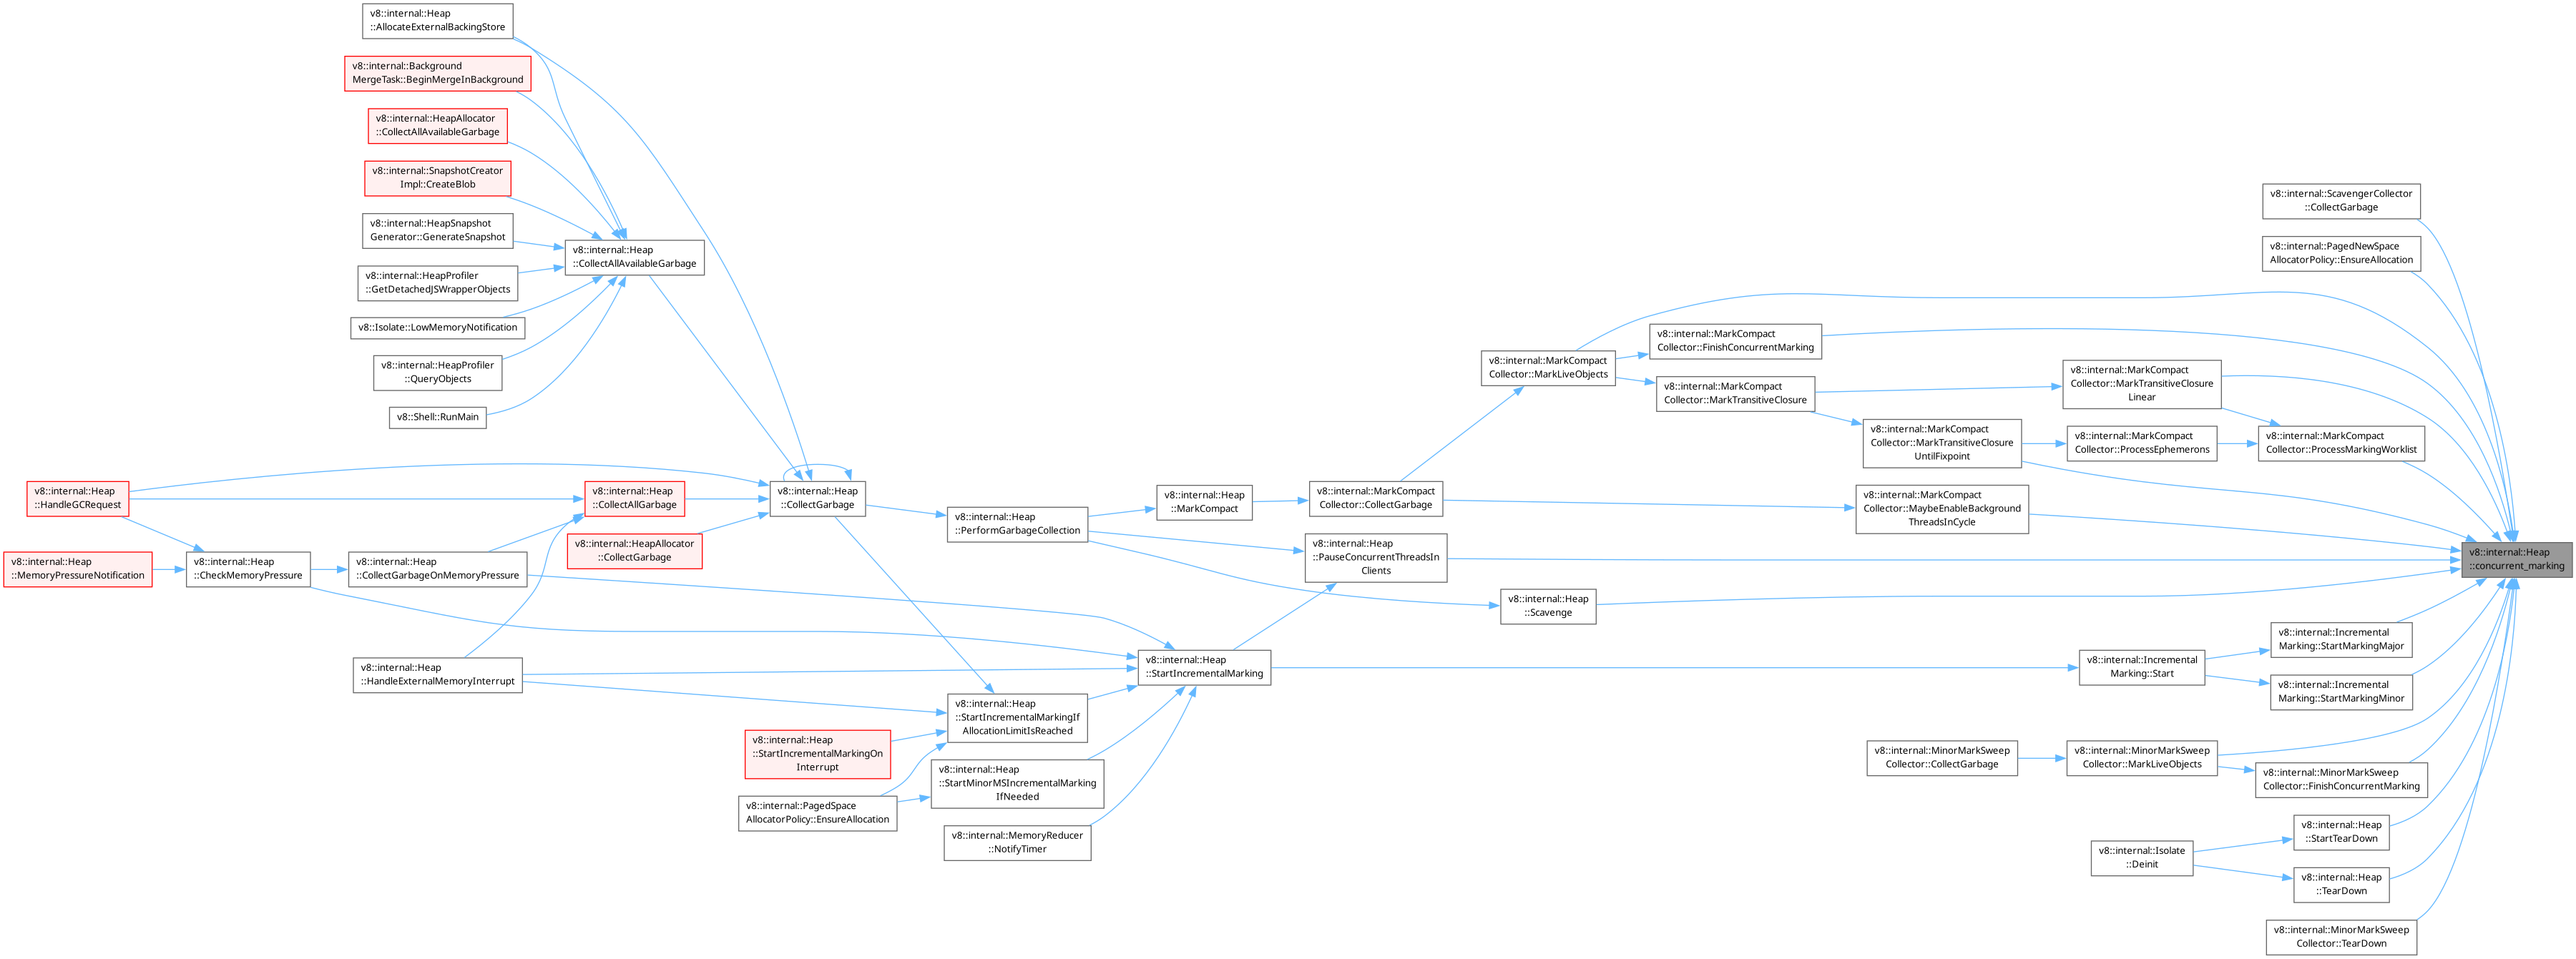 v8::internal::Heap
::AllocateExternalBackingStore
v8::internal::Background
MergeTask::BeginMergeInBackground
v8::internal::HeapAllocator
::CollectAllAvailableGarbage
v8::internal::SnapshotCreator
Impl::CreateBlob
v8::internal::HeapSnapshot
Generator::GenerateSnapshot
v8::internal::HeapProfiler
::GetDetachedJSWrapperObjects
v8::Isolate::LowMemoryNotification
v8::internal::HeapProfiler
::QueryObjects
v8::Shell::RunMain
v8::internal::Heap
::CollectAllAvailableGarbage
v8::internal::Heap
::HandleGCRequest
v8::internal::Heap
::MemoryPressureNotification
v8::internal::Heap
::CheckMemoryPressure
v8::internal::Heap
::CollectGarbageOnMemoryPressure
v8::internal::Heap
::HandleExternalMemoryInterrupt
v8::internal::Heap
::CollectAllGarbage
v8::internal::HeapAllocator
::CollectGarbage
v8::internal::Heap
::CollectGarbage
v8::internal::Heap
::StartIncrementalMarkingOn
Interrupt
v8::internal::PagedSpace
AllocatorPolicy::EnsureAllocation
v8::internal::Heap
::PerformGarbageCollection
v8::internal::Heap
::StartIncrementalMarkingIf
AllocationLimitIsReached
v8::internal::Heap
::StartMinorMSIncrementalMarking
IfNeeded
v8::internal::MemoryReducer
::NotifyTimer
v8::internal::Heap
::MarkCompact
v8::internal::Heap
::StartIncrementalMarking
v8::internal::MarkCompact
Collector::CollectGarbage
v8::internal::Heap
::PauseConcurrentThreadsIn
Clients
v8::internal::MarkCompact
Collector::MarkLiveObjects
v8::internal::Heap
::Scavenge
v8::internal::MarkCompact
Collector::FinishConcurrentMarking
v8::internal::MarkCompact
Collector::MarkTransitiveClosure
v8::internal::MarkCompact
Collector::MarkTransitiveClosure
UntilFixpoint
v8::internal::MarkCompact
Collector::MaybeEnableBackground
ThreadsInCycle
v8::internal::MinorMarkSweep
Collector::CollectGarbage
v8::internal::MarkCompact
Collector::MarkTransitiveClosure
Linear
v8::internal::MarkCompact
Collector::ProcessEphemerons
v8::internal::Incremental
Marking::Start
v8::internal::MinorMarkSweep
Collector::MarkLiveObjects
v8::internal::Isolate
::Deinit
v8::internal::ScavengerCollector
::CollectGarbage
v8::internal::PagedNewSpace
AllocatorPolicy::EnsureAllocation
v8::internal::MarkCompact
Collector::ProcessMarkingWorklist
v8::internal::Incremental
Marking::StartMarkingMajor
v8::internal::Incremental
Marking::StartMarkingMinor
v8::internal::MinorMarkSweep
Collector::FinishConcurrentMarking
v8::internal::Heap
::StartTearDown
v8::internal::Heap
::TearDown
v8::internal::MinorMarkSweep
Collector::TearDown
v8::internal::Heap
::concurrent_marking